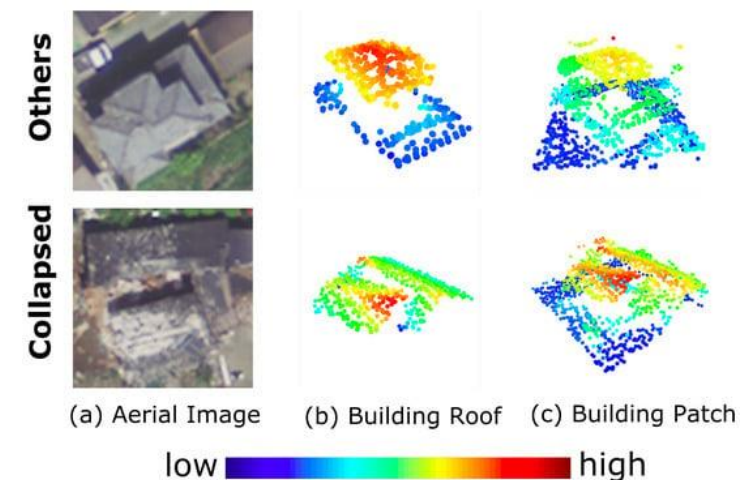 Others
Collapsed
(a) Aerial Image
(b) Building Roof
(c) Building Patch
low
high